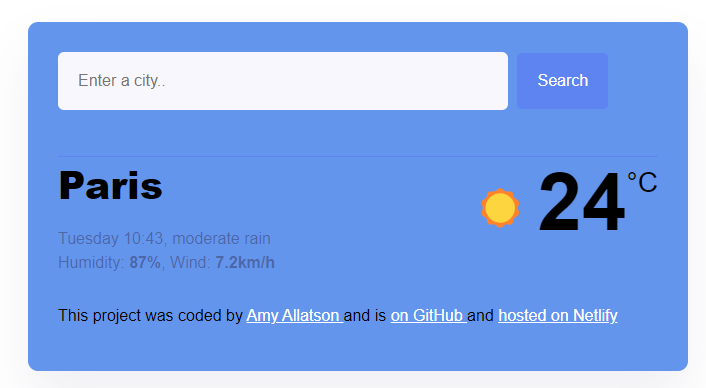 Enter a city..
Search
Paris
24°C
Tuesday 10:43, moderate rain
Humidity: 87%, Wind: 7.2km/h
This project was coded by Amy Allatson and is on GitHub and hosted on Netlify